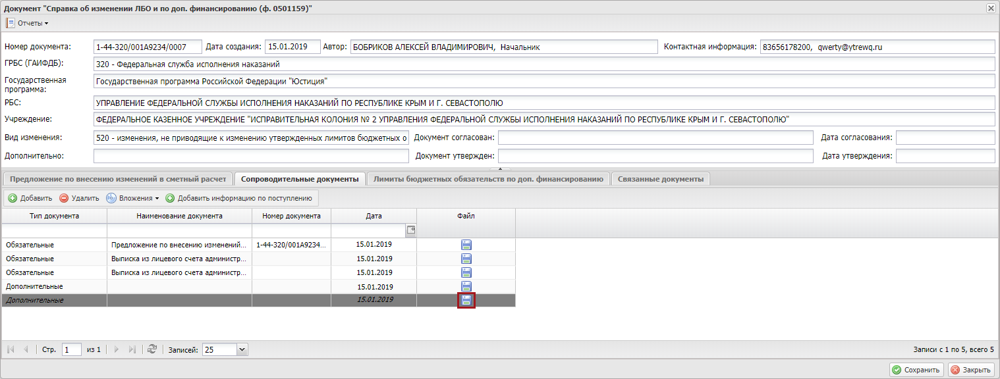 Документ "Справка об изменении ЛБО и по доп. финансированию (ф. 0501159)"
Отчеты
Номер документа: 1-44-320/001А9234/0007 Дата создания: 15.01.2019 Автор: БОБРИКОВ АЛЕКСЕЙ ВЛАДИМИРОВИЧ, Начальник Контактная информация: 83656178200, qwerty@ytrewq.ru
ГРБС (ГАИФДБ): 320 - Федеральная служба исполнения наказаний
Государственная программа: Государственная программа Российской Федерации "Юстиция"
РБС: УПРАВЛЕНИЕ ФЕДЕРАЛЬНОЙ СЛУЖБЫ ИСПОЛНЕНИЯ НАКАЗАНИЙ ПО РЕСПУБЛИКЕ КРЫМ И Г. СЕВАСТОПОЛЮ
Учреждение: ФЕДЕРАЛЬНОЕ КАЗЕННОЕ УЧРЕЖДЕНИЕ "ИСПРАВИТЕЛЬНАЯ КОЛОНИЯ № 2 УПРАВЛЕНИЯ ФЕДЕРАЛЬНОЙ СЛУЖБЫ ИСПОЛНЕНИЯ НАКАЗАНИЙ ПО РЕСПУБЛИКЕ КРЫМ И Г. СЕВАСТОПОЛЮ"
Вид изменения: 520 - изменения, не приводящие к изменению утвержденных лимитов бюджетных о Документ согласован: Дата согласования:
Дополнительно: Документ утвержден: Дата утверждения:
Предложение по внесению изменений в сметный расчет Сопроводительные документы Лимиты бюджетных обязательств по доп. финансированию Связанные документы
Добавить Удалить Вложения Добавить информацию по поступлению
Тип документа Наименование документа Номер документа Дата Файл
Обязательные Предложение по внесению изменений... 1-44-320/001А9234... 15.01.2019
Обязательные Выписка из лицевого счета администр... 15.01.2019
Обязательные Выписка из лицевого счета администр... 15.01.2019
Дополнительные 15.01.2019
Дополнительные 15.01.2019
Стр. 1 из 1 Записей: 25 Записи с 1 по 5, всего 5
Сохранить Закрыть